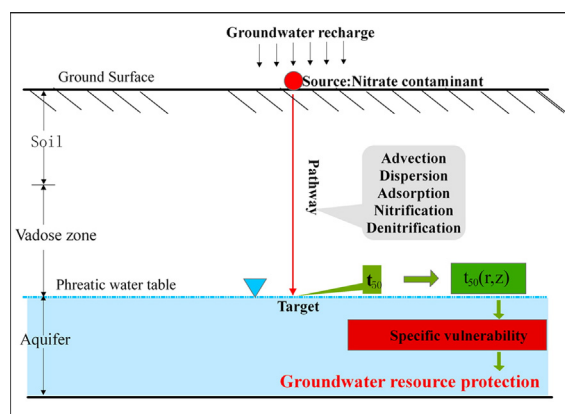 Groundwater recharge
Ground Surface
Source:Nitrate contaminant
Soil
Pathway
Advection
Dispersion
Adsorption
Nitrification
Denitrification
Vadose zone
Phreatic water table
t50
t50(r,z)
Target
Aquifer
Specific vulnerability
Groundwater resource protection